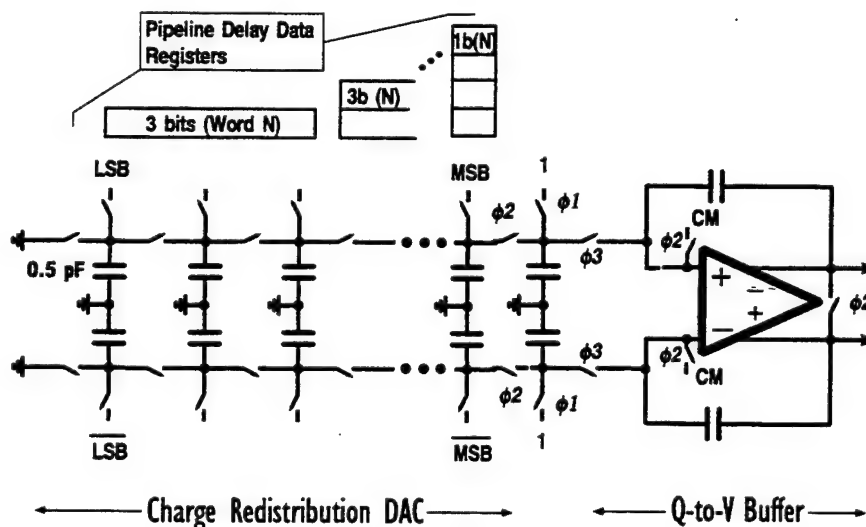 Pipeline Delay Data
Registers
1b(N)
3b (N)
3 bits (Word N)
LSB
MSB
1
ϕ2
ϕ1
ϕ3
CM
ϕ2
0.5 pF
+
−
+
−
ϕ2
ϕ3
ϕ2
CM
ϕ2
ϕ1
LSB
MSB
1
Charge Redistribution DAC
Q-to-V Buffer